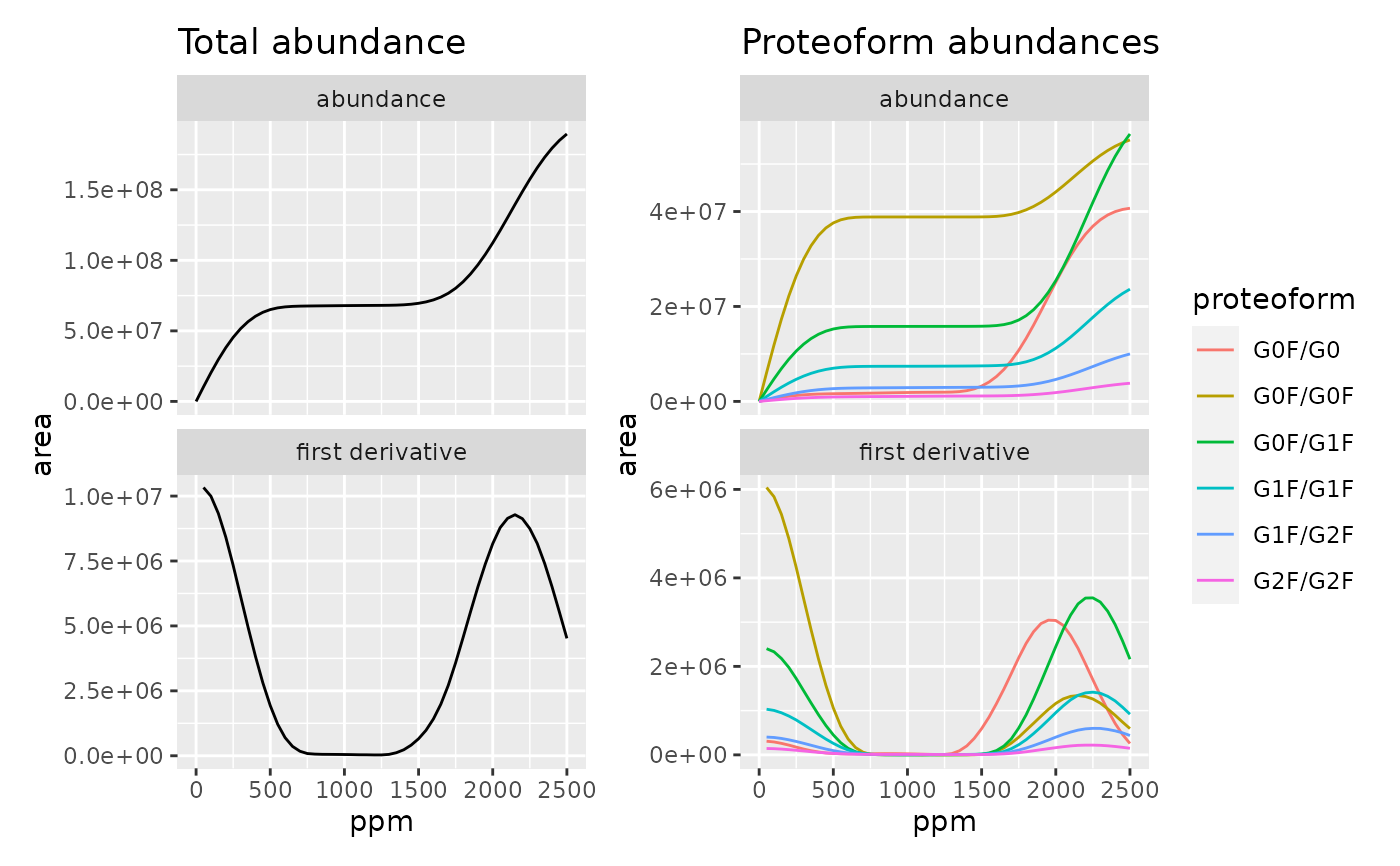 Total abundance
abundance
1.5e+08
1.0e+08
5.0e+07
0.0e+00
first derivative
1.0e+07
7.5e+06
5.0e+06
2.5e+06
0.0e+00
0 500 1000 1500 2000 2500
ppm
area
Proteoform abundances
abundance
4e+07
2e+07
0e+00
first derivative
6e+06
4e+06
2e+06
0e+00
0 500 1000 1500 2000 2500
ppm
area
proteoform
G0F/G0
G0F/G0F
G0F/G1F
G1F/G1F
G1F/G2F
G2F/G2F